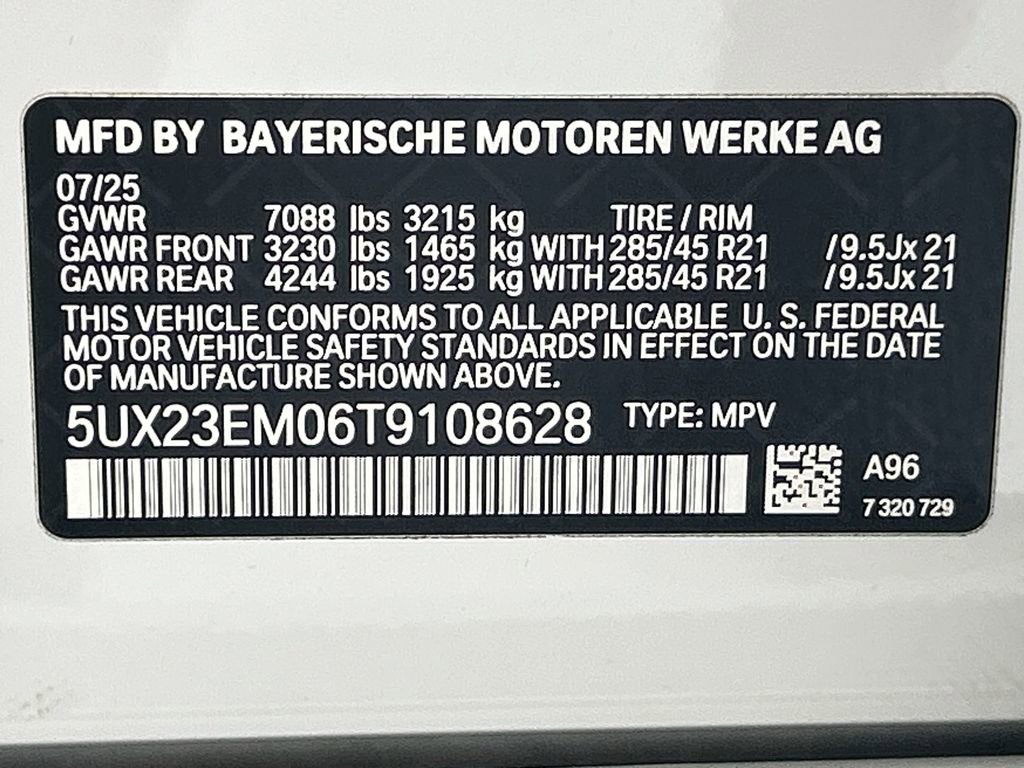 MFD BY BAYERISCHE MOTOREN WERKE AG
07/25
GVWR 7088 lbs 3215 kg TIRE / RIM
GAWR FRONT 3230 lbs 1465 kg WITH 285/45 R21 /9.5Jx 21
GAWR REAR 4244 lbs 1925 kg WITH 285/45 R21 /9.5Jx 21
THIS VEHICLE CONFORMS TO ALL APPLICABLE U. S. FEDERAL
MOTOR VEHICLE SAFETY STANDARDS IN EFFECT ON THE DATE
OF MANUFACTURE SHOWN ABOVE.
5UX23EM06T9108628 TYPE: MPV
A96
7 320 729